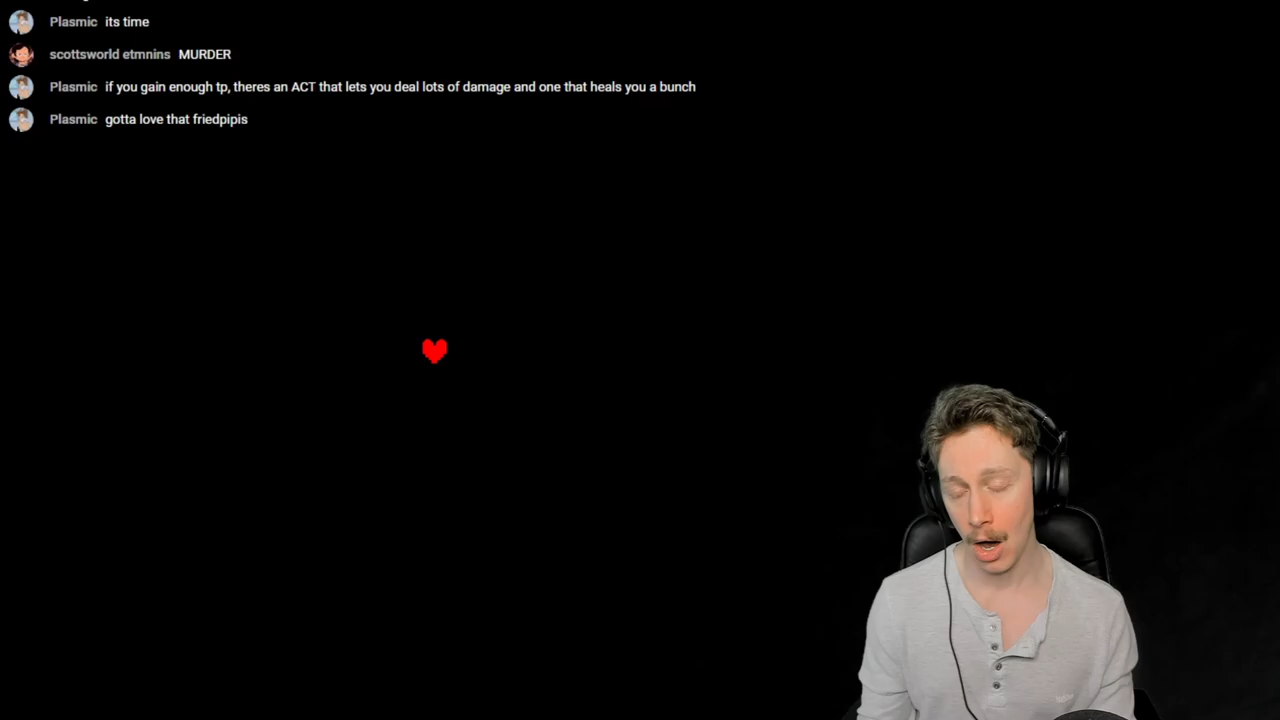 Plasmic its time
scottsworld etmnins MURDER
Plasmic if you gain enough tp, theres an ACT that lets you deal lots of damage and one that heals you a bunch
Plasmic gotta love that friedpipis